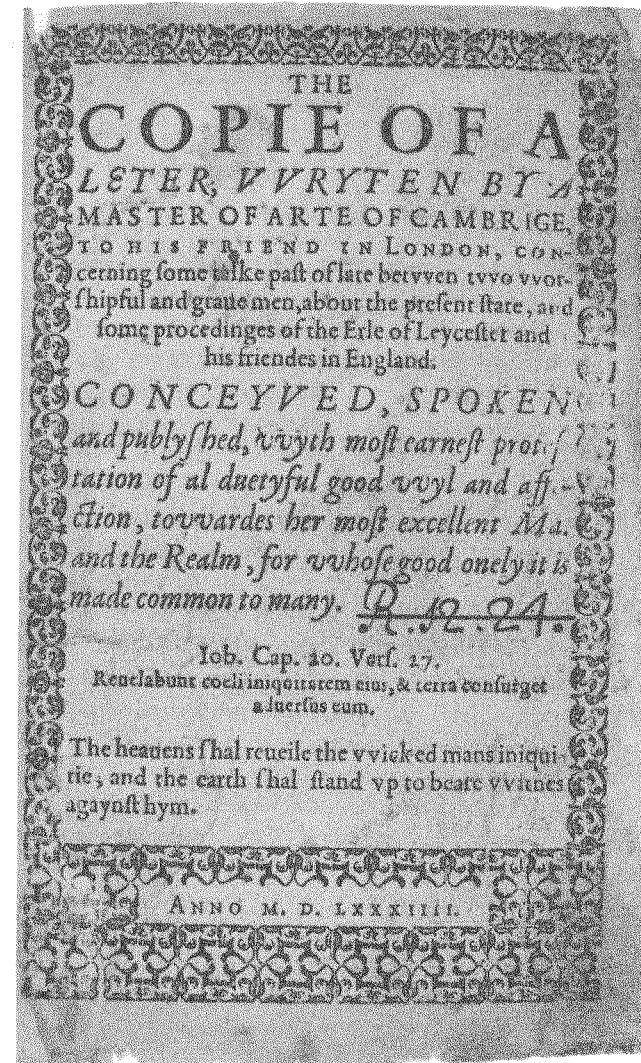 THE
COPIE OF A
LETER, VVRYTEN BY A
MASTER OF ARTE OF CAMBRIGE,
TO HIS FRIEND IN LONDON, CON-
cerning ſome talke paſt of late betvven tvvo vvor-
ſhipful and graue men, about the preſent ſtate, and
ſome procedinges of the Erle of Leyceſter and
his friendes in England.
CONCEYVED, SPOKEN
and publyſhed, vvyth moſt earneſt proteſ
tation of al duetyful good vvyl and affe-
ction, tovvardes her moſt excellent Ma.
and the Realm, for vvhoſe good onely it is
made common to many.
R. 12. 24.
Iob. Cap. 20. Verſ. 27.
Reuelabunt coeli iniquitatem eius, & terra conſurget
aduerſus eum.
The heauens ſhal reueile the vvicked mans iniqui-
tie, and the earth ſhal ſtand vp to beare vvitnes
agaynſt hym.
ANNO M. D. LXXXIIII.